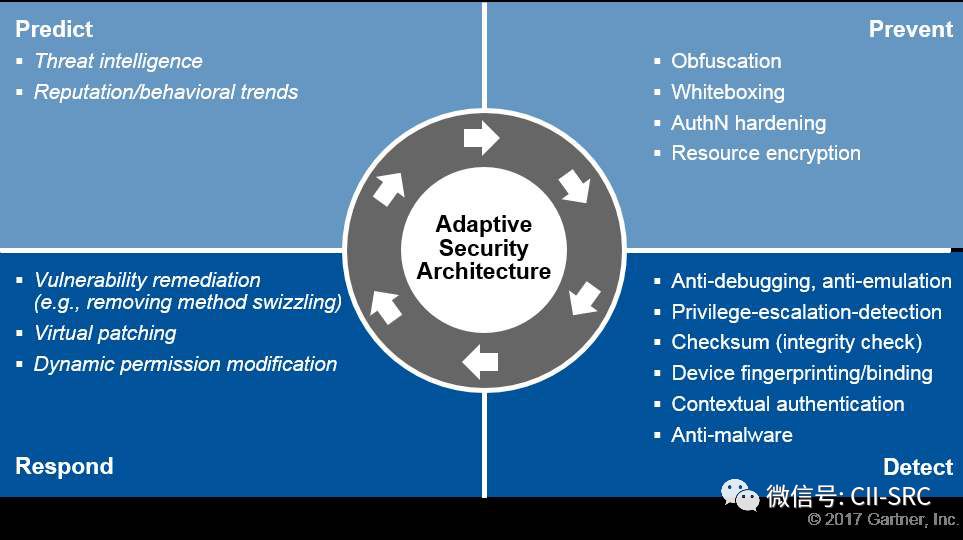 Predict
Threat intelligence
Reputation/behavioral trends
Prevent
Obfuscation
Whiteboxing
AuthN hardening
Resource encryption
Adaptive
Security
Architecture
Vulnerability remediation
(e.g., removing method swizzling)
Virtual patching
Dynamic permission modification
Respond
Anti-debugging, anti-emulation
Privilege-escalation-detection
Checksum (integrity check)
Device fingerprinting/binding
Contextual authentication
Anti-malware
Detect
微信号: CII-SRC
© 2017 Gartner, Inc.